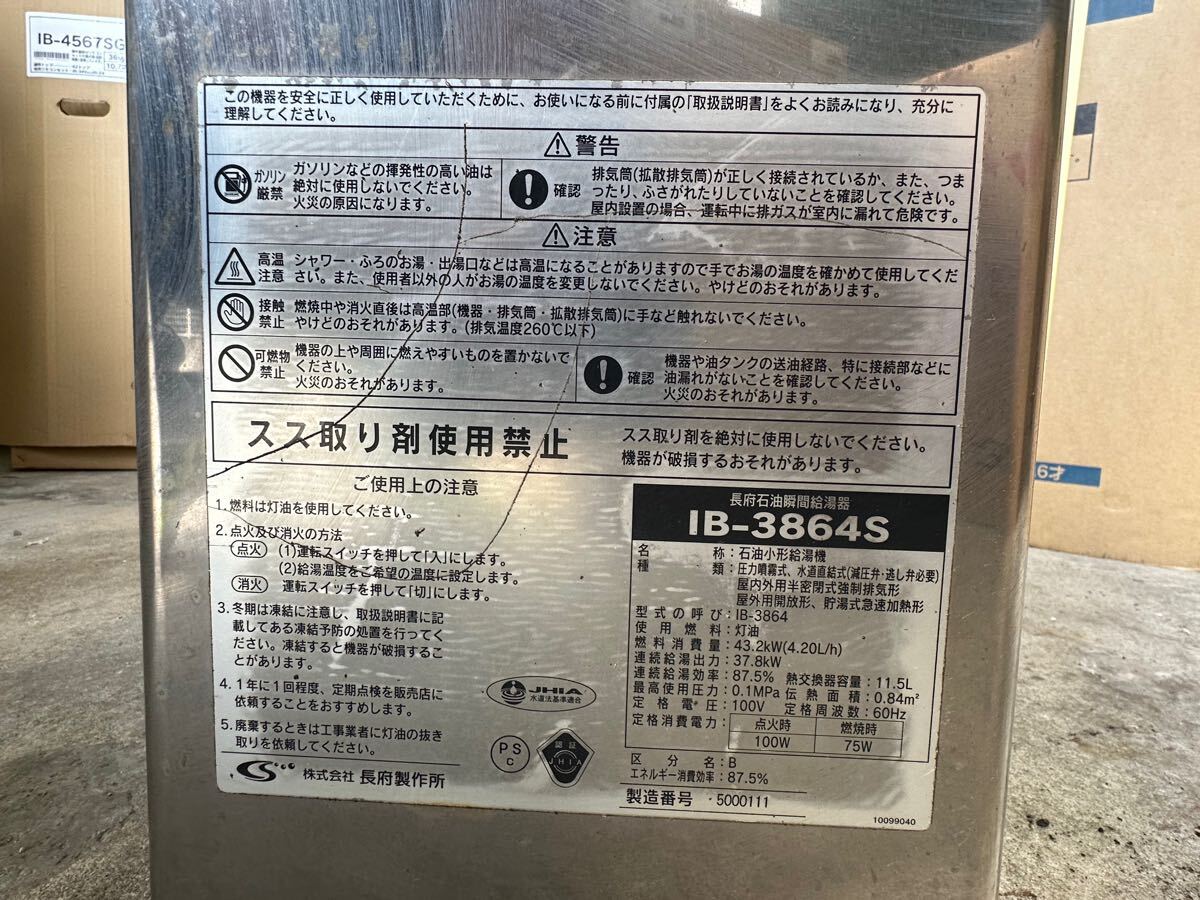 IB-4567SG
この機器を安全に正しく使用していただくために、お使いになる前に付属の「取扱説明書」をよくお読みになり、充分に
理解してください。
警告
ガソリン
厳禁
ガソリンなどの揮発性の高い油は
絶対に使用しないでください。
火災の原因になります。
確認
排気筒(拡散排気筒)が正しく接続されているか、また、つま
ったり、ふさがれたりしていないことを確認してください。
屋内設置の場合、運転中に排ガスが室内に漏れて危険です。
注意
高温
注意
シャワー・ふろのお湯・出湯口などは高温になることがありますので手でお湯の温度を確かめて使用してくだ
さい。また、使用者以外の人がお湯の温度を変更しないでください。やけどのおそれがあります。
接触
禁止
燃焼中や消火直後は高温部(機器・排気筒・拡散排気筒)に手など触れないでください。
やけどのおそれがあります。(排気温度260℃以下)
可燃物
禁止
機器の上や周囲に燃えやすいものを置かないで
ください。
火災のおそれがあります。
確認
機器や油タンクの送油経路、特に接続部などに
油漏れがないことを確認してください。
火災のおそれがあります。
スス取り剤使用禁止
スス取り剤を絶対に使用しないでください。
機器が破損するおそれがあります。
ご使用上の注意
1.燃料は灯油を使用してください。
2.点火及び消火の方法
点火 (1)運転スイッチを押して「入」にします。
(2)給湯温度をご希望の温度に設定します。
消火 運転スイッチを押して「切」にします。
3.冬期は凍結に注意し、取扱説明書に記
載してある凍結予防の処置を行ってく
ださい。凍結すると機器が破損するこ
とがあります。
4.1年に1回程度、定期点検を販売店に
依頼することをおすすめします。
5.廃棄するときは工事業者に灯油の抜き
取りを依頼してください。
JHIA
水道法基準適合
PS
C
認証
JHIA
株式会社 長府製作所
長府石油瞬間給湯器
IB-3864S
名称:石油小形給湯機
種類:圧力噴霧式、水道直結式(減圧弁・逃し弁必要)
屋内外用半密閉式強制排気形
屋外用開放形、貯湯式急速加熱形
型式の呼び:IB-3864
使用燃料:灯油
燃料消費量:43.2kW(4.20L/h)
連続給湯出力:37.8kW
連続給湯効率:87.5% 熱交換器容量:11.5L
最高使用圧力:0.1MPa 伝熱面積:0.84m²
定格電圧:100V 定格周波数:60Hz
定格消費電力: 点火時 燃焼時
100W 75W
区分名:B
エネルギー消費効率:87.5%
製造番号 5000111
10099040
6才